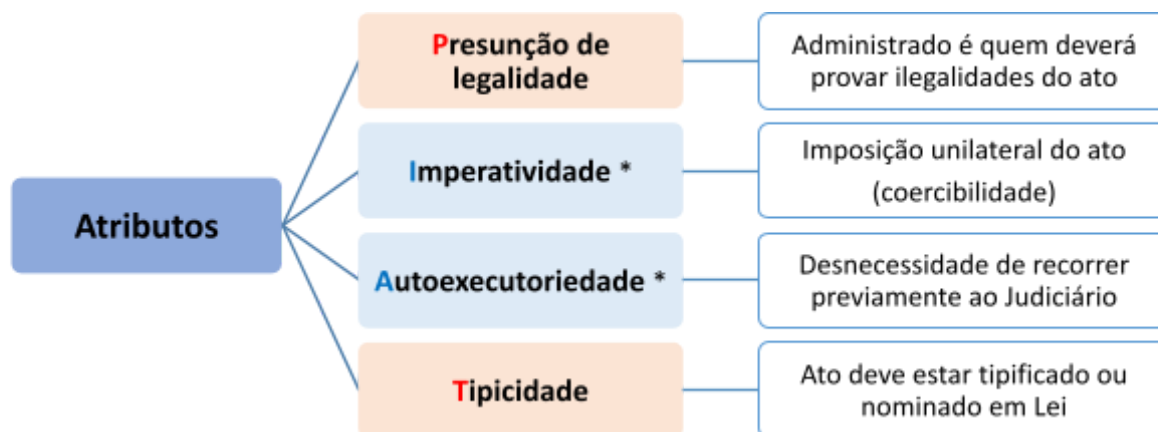 Presunção de
legalidade
Administrado é quem deverá
provar ilegalidades do ato
Imperatividade *
Imposição unilateral do ato
(coercibilidade)
Atributos
Autoexecutoriedade *
Desnecessidade de recorrer
previamente ao Judiciário
Tipicidade
Ato deve estar tipificado ou
nominado em Lei